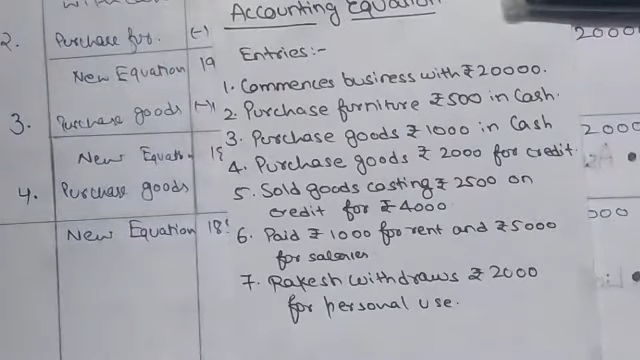 Accounting Equation
Entries:-
1. Commences business with ₹20000.
2. Purchase furniture ₹500 in Cash.
3. Purchase goods ₹1000 in Cash
4. Purchase goods ₹ 2000 for credit.
5. Sold goods costing ₹ 2500 on
credit for ₹4000.
6. Paid ₹ 1000 for rent and ₹5000
for salaries
7. Rakesh withdraws ₹ 2000
for personal use.
2. Purchase fur. (-)
New Equation 19
3. Purchase goods (-)
New Equati
4. Purchase goods
New Equation 18
2000
2000
000